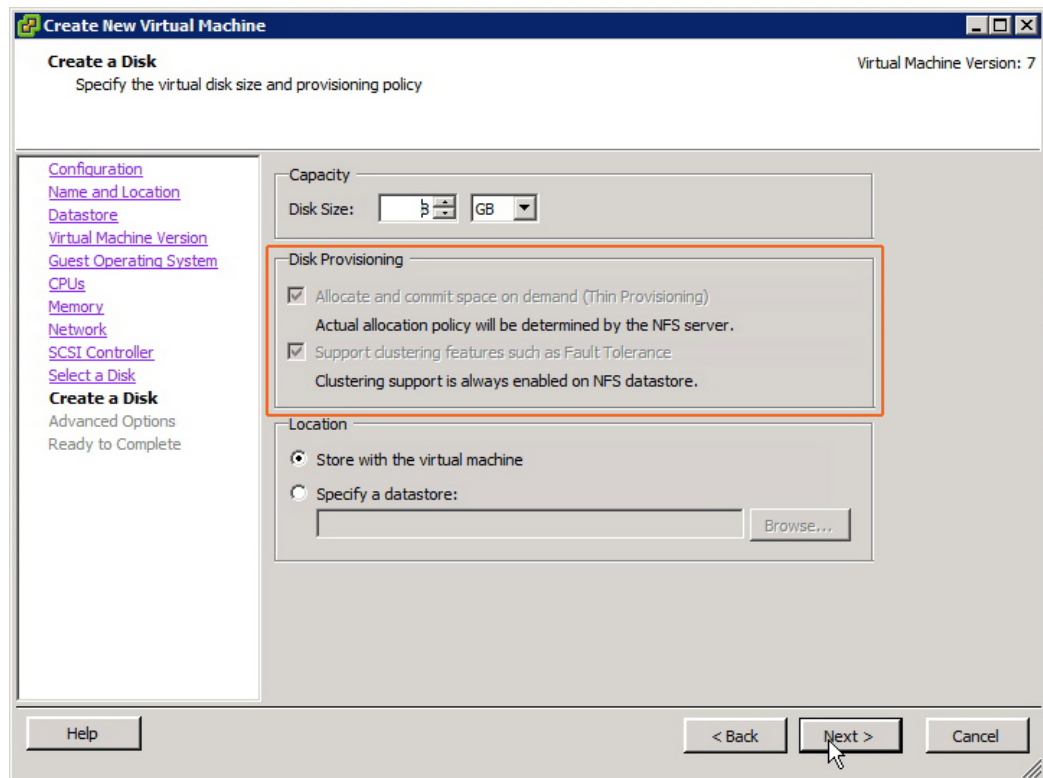 Create New Virtual Machine
Create a Disk
Specify the virtual disk size and provisioning policy
Virtual Machine Version: 7
Configuration
Name and Location
Datastore
Virtual Machine Version
Guest Operating System
CPUs
Memory
Network
SCSI Controller
Select a Disk
Create a Disk
Advanced Options
Ready to Complete
Capacity
Disk Size: GB
Disk Provisioning
Allocate and commit space on demand (Thin Provisioning)
Actual allocation policy will be determined by the NFS server.
Support clustering features such as Fault Tolerance
Clustering support is always enabled on NFS datastore.
Location
Store with the virtual machine
Specify a datastore:
Browse...
Help
< Back
Next >
Cancel